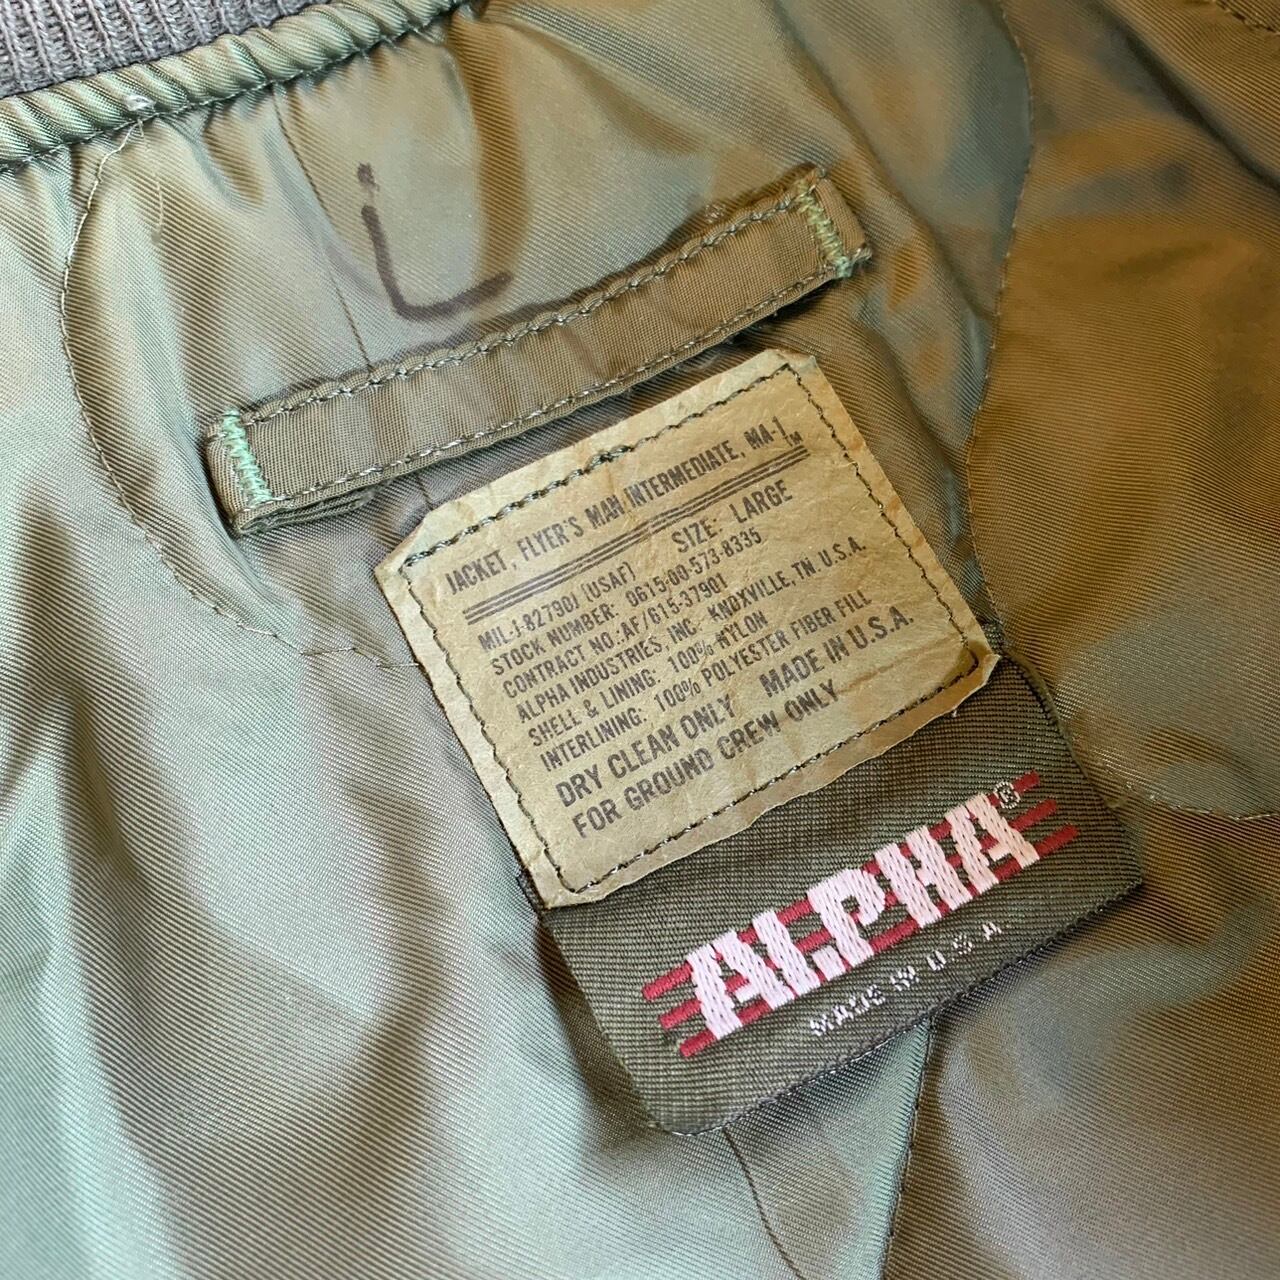 L
JACKET, FLYER'S MAN INTERMEDIATE, MA-1™
SIZE: LARGE
MIL-J-82790J (USAF)
STOCK NUMBER: 0615-00-573-8335
CONTRACT NO.:AF/615-37901
ALPHA INDUSTRIES, INC. KNOXVILLE, TN. U.S.A.
SHELL & LINING: 100% NYLON
INTERLINING: 100% POLYESTER FIBER FILL
DRY CLEAN ONLY MADE IN U.S.A.
FOR GROUND CREW ONLY
ALPHA®
MADE IN U.S.A